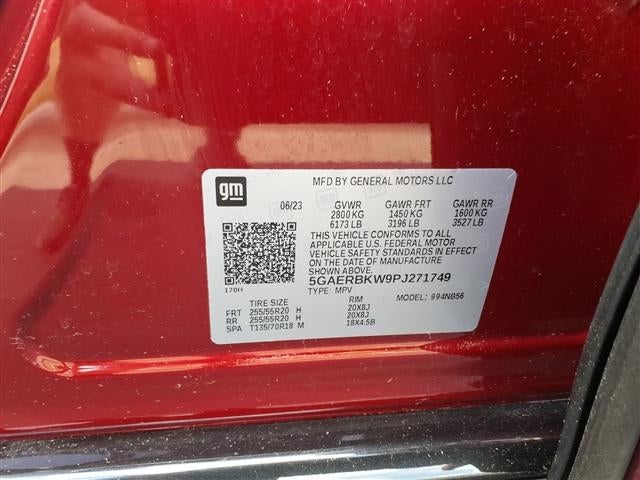 gm
MFD BY GENERAL MOTORS LLC
06/23 GVWR GAWR FRT GAWR RR
2800 KG 1450 KG 1600 KG
6173 LB 3196 LB 3527 LB
THIS VEHICLE CONFORMS TO ALL
APPLICABLE U.S. FEDERAL MOTOR
VEHICLE SAFETY STANDARDS IN EFFECT
ON THE DATE OF MANUFACTURE
SHOWN ABOVE.
5GAERBKW9PJ271749
170H TYPE: MPV MODEL: 994NB56
TIRE SIZE RIM
FRT 255/55R20 H 20X8J
RR 255/55R20 H 20X8J
SPA T135/70R18 M 18X4.5B